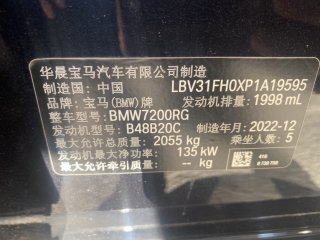 华晨宝马汽车有限公司制造
制造国：中国 LBV31FH0XP1A19595
品牌：宝马(BMW)牌 发动机排量：1998 mL
整车型号：BMW7200RG
发动机型号：B48B20C 制造年月：2022-12
最大允许总质量：2055 kg 乘坐人数：5
发动机最大净功率：135 kW
最大允许牵引质量：-- kg